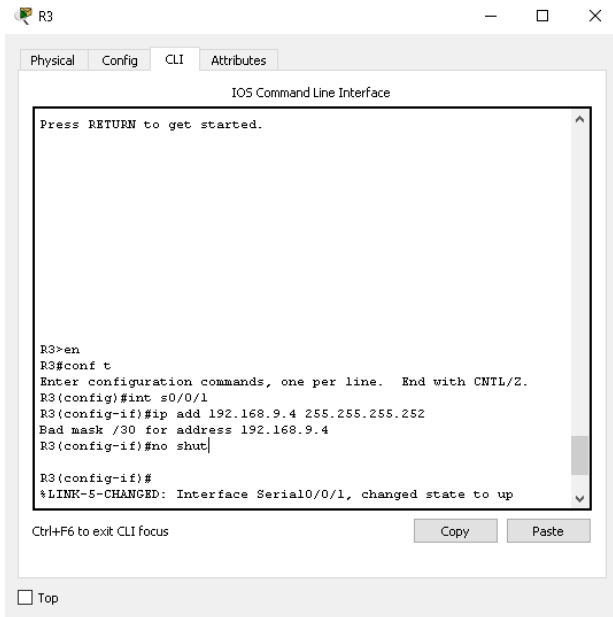 R3
Physical Config CLI Attributes
IOS Command Line Interface
Press RETURN to get started.
R3>en
R3#conf t
Enter configuration commands, one per line. End with CNTL/Z.
R3(config)#int s0/0/1
R3(config-if)#ip add 192.168.9.4 255.255.255.252
Bad mask /30 for address 192.168.9.4
R3(config-if)#no shut
R3(config-if)#
%LINK-5-CHANGED: Interface Serial0/0/1, changed state to up
Ctrl+F6 to exit CLI focus
Copy Paste
Top